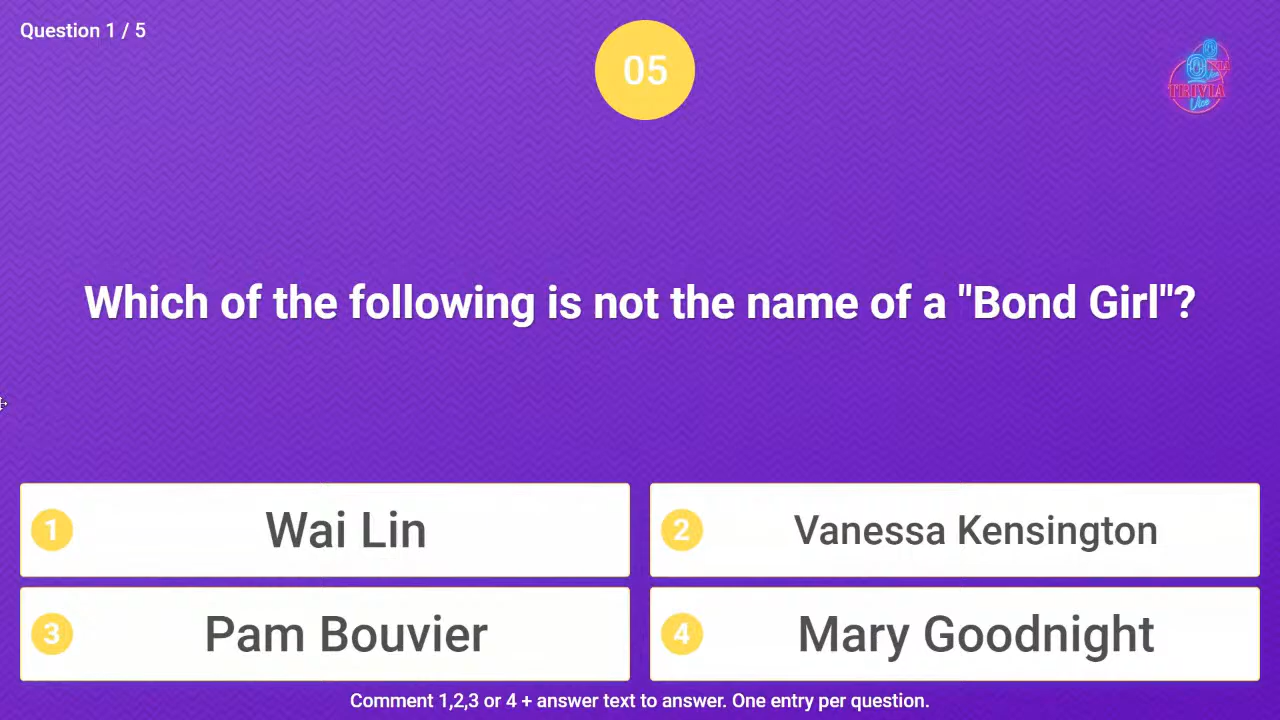 Question 1 / 5
05
TRIVIA
Vice
Which of the following is not the name of a "Bond Girl"?
1 Wai Lin
2 Vanessa Kensington
3 Pam Bouvier
4 Mary Goodnight
Comment 1,2,3 or 4 + answer text to answer. One entry per question.